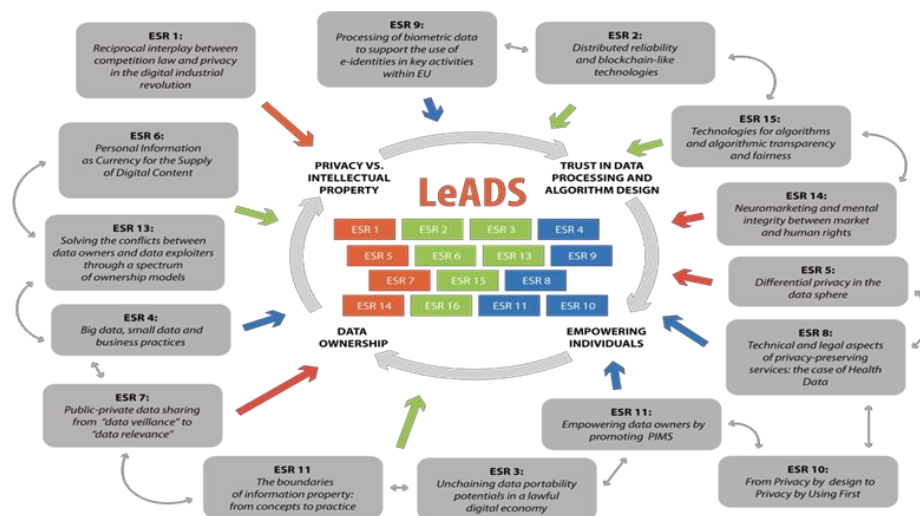 ESR 1:
Reciprocal interplay between
competition law and privacy
in the digital industrial
revolution
ESR 9:
Processing of biometric data
to support the use of
e-identities in key activities
within EU
ESR 2:
Distributed reliability
and blockchain-like
technologies
ESR 6:
Personal Information
as Currency for the Supply
of Digital Content
ESR 15:
Technologies for algorithms
and algorithmic transparency
and fairness
ESR 13:
Solving the conflicts between
data owners and data exploiters
through a spectrum
of ownership models
ESR 14:
Neuromarketing and mental
integrity between market
and human rights
ESR 4:
Big data, small data and
business practices
ESR 5:
Differential privacy in the
data sphere
ESR 7:
Public-private data sharing
from "data veillance" to
"data relevance"
ESR 8:
Technical and legal aspects
of privacy-preserving
services: the case of Health
Data
ESR 11
The boundaries
of information property:
from concepts to practice
ESR 3:
Unchaining data portability
potentials in a lawful
digital economy
ESR 11:
Empowering data owners by
promoting PIMS
ESR 10:
From Privacy by design to
Privacy by Using First
PRIVACY VS.
INTELLECTUAL
PROPERTY
TRUST IN DATA
PROCESSING AND
ALGORITHM DESIGN
LeADS
ESR 1 ESR 2 ESR 3 ESR 4
ESR 5 ESR 6 ESR 13 ESR 9
ESR 7 ESR 15 ESR 8
ESR 14 ESR 16 ESR 11 ESR 10
DATA
OWNERSHIP
EMPOWERING
INDIVIDUALS